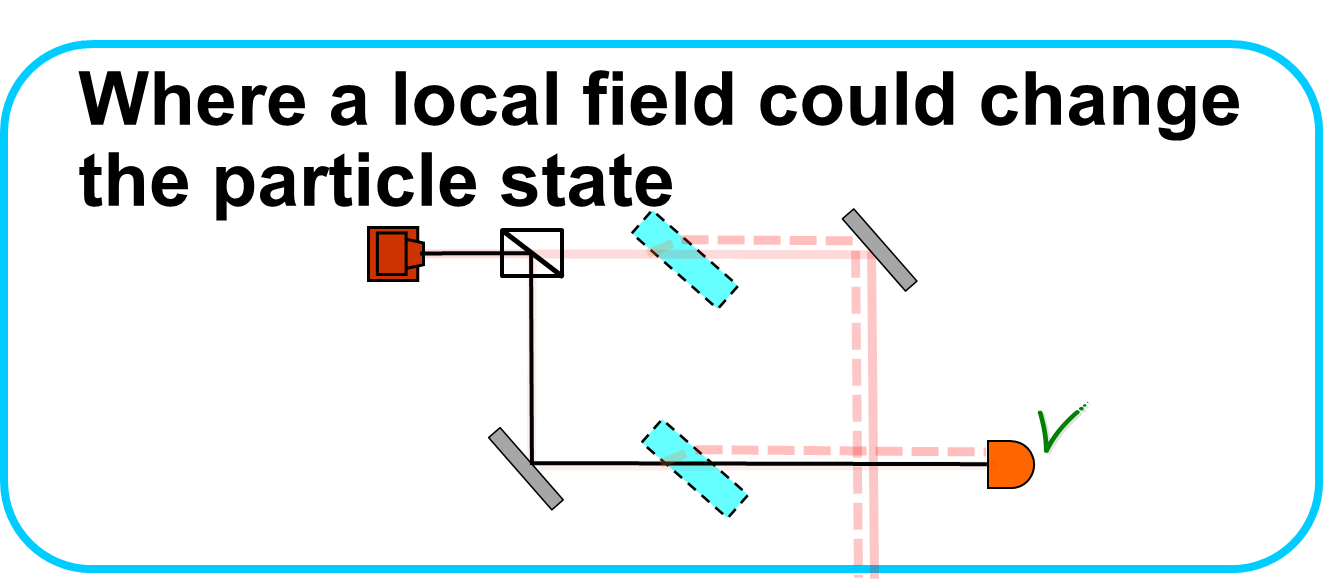 Where a local field could change
the particle state